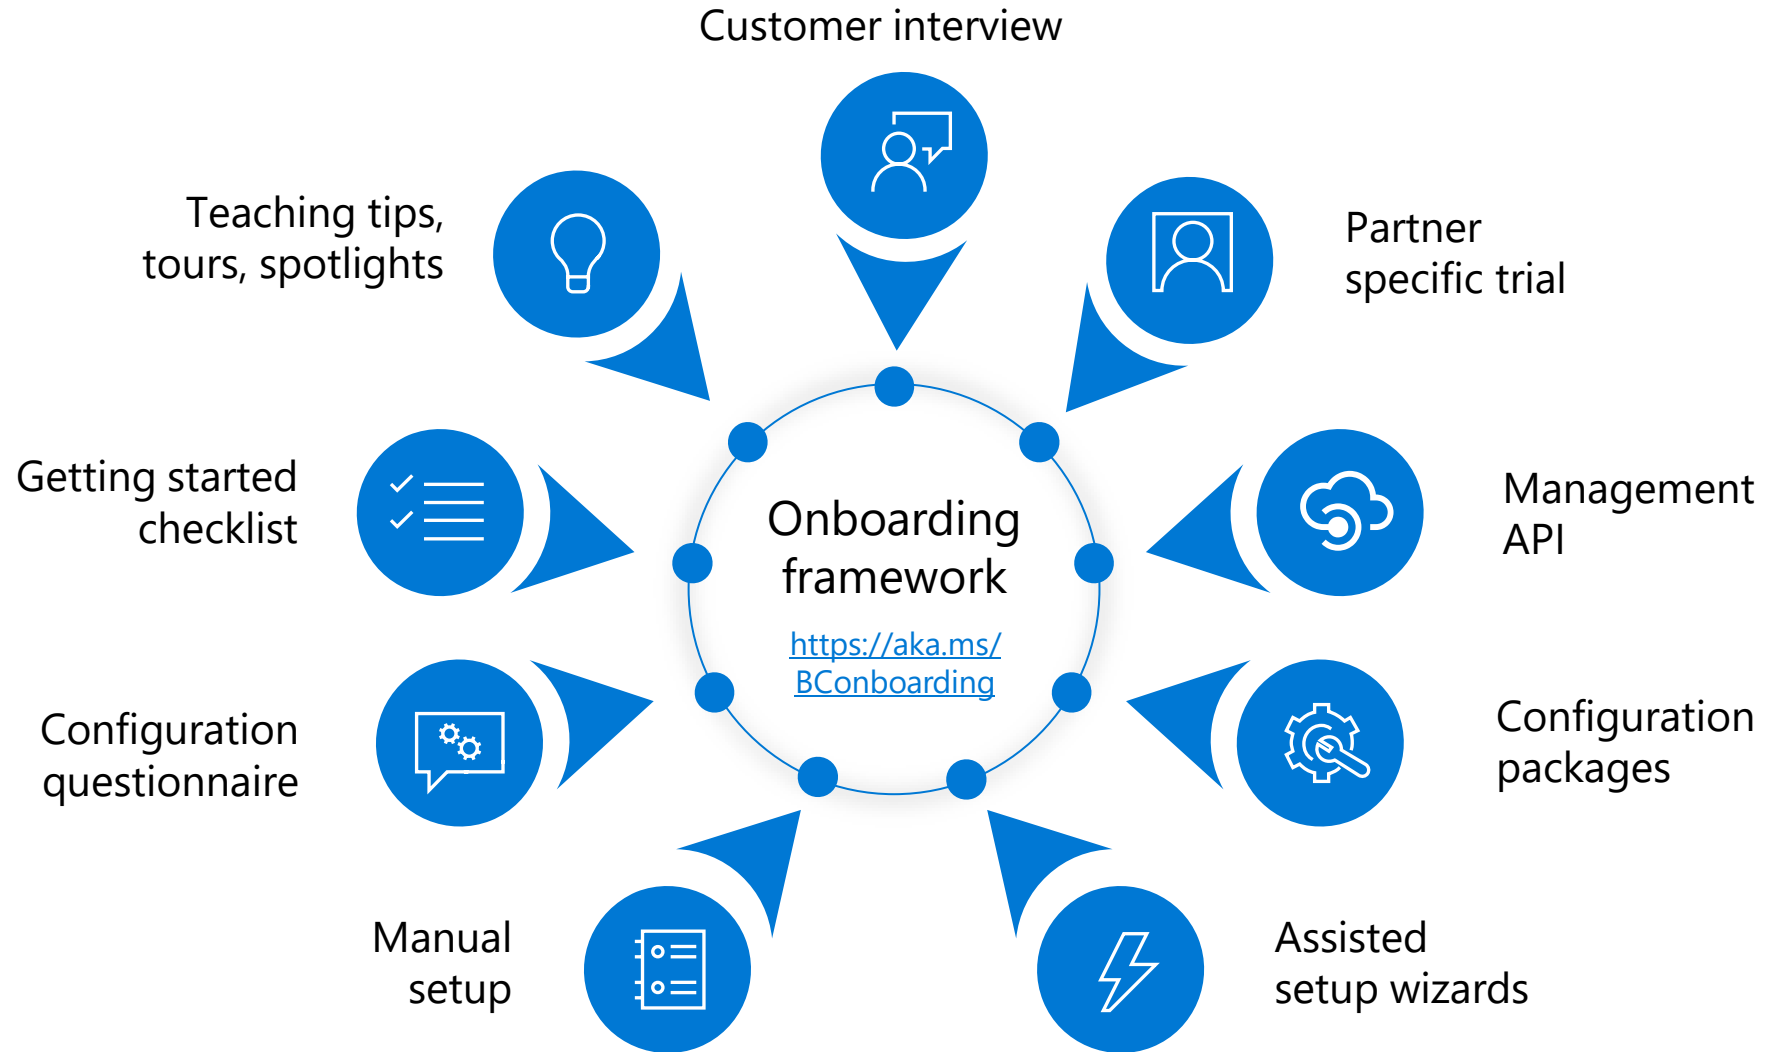 Customer interview
Teaching tips,
tours, spotlights
Partner
specific trial
Getting started
checklist
Management
API
Onboarding
framework
https://aka.ms/
BConboarding
Configuration
questionnaire
Configuration
packages
Manual
setup
Assisted
setup wizards